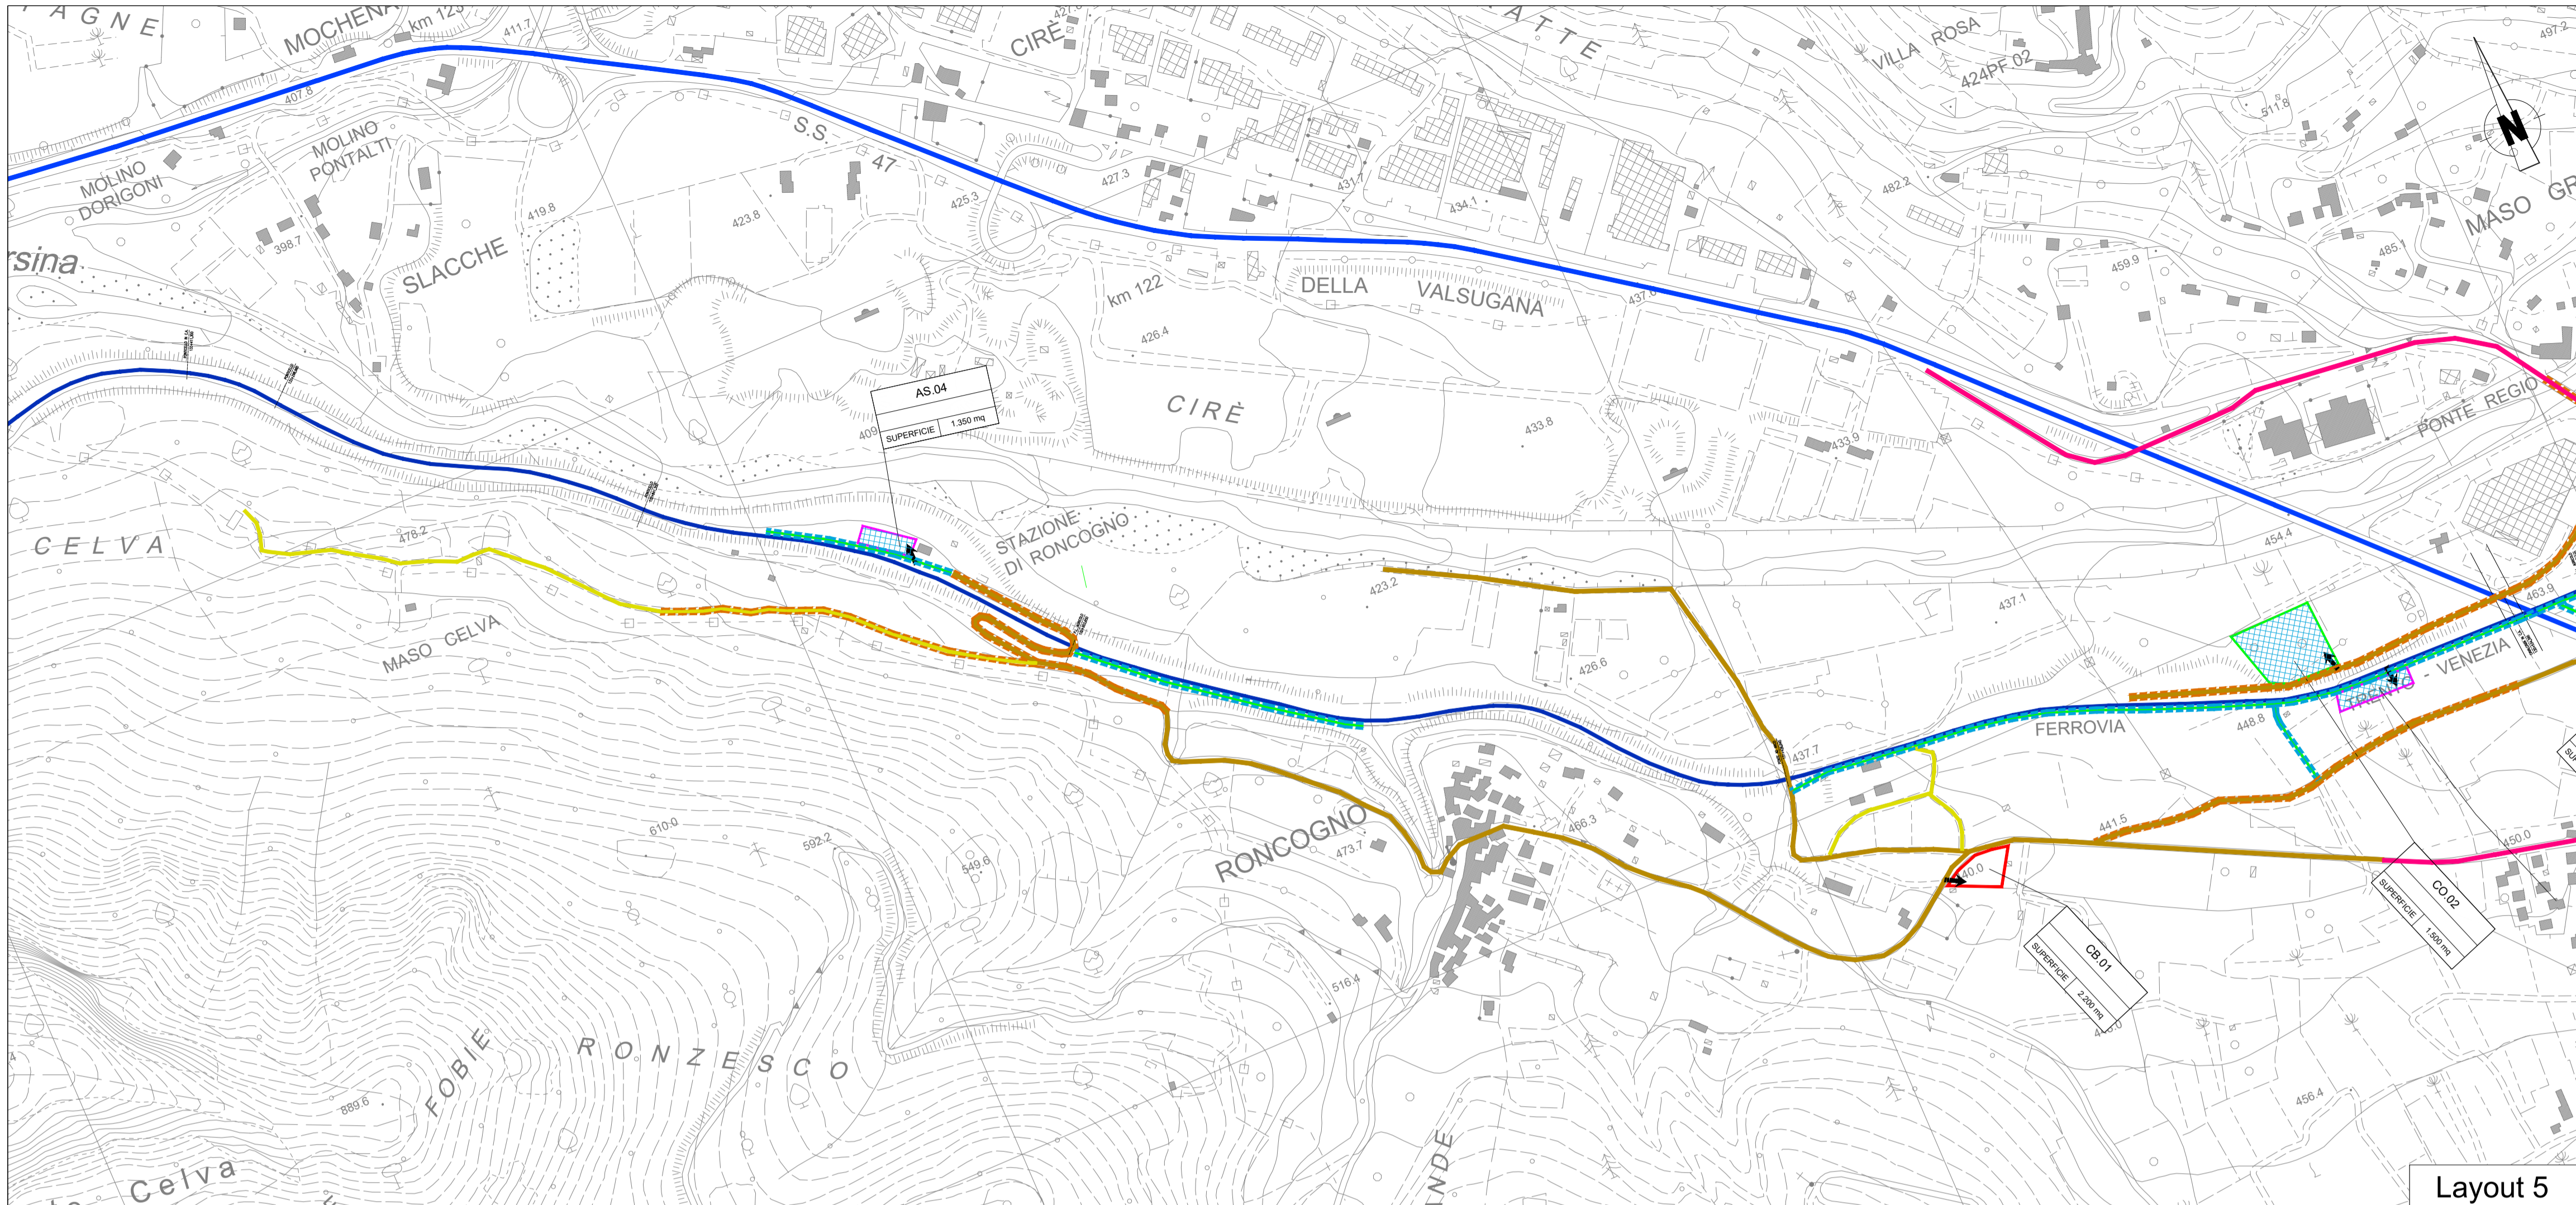 AGNE
MOCHENA
km 123
411.7
407.8
CIRÈ
ATTE
VILLA ROSA
424PF 02
497.2
511.8
N
MASO GR
MOLINO
PONTALTI
MOLINO
DORIGONI
S.S. 47
427.3
431.7
434.1
482.2
459.9
485.1
419.8
423.8
425.3
398.7
rsina
SLACCHE
km 122
DELLA VALSUGANA
426.4
CIRÈ
433.8
433.9
PONTE REGIO
AS.04
SUPERFICIE 1.350 mq
409
STAZIONE
DI RONCOGNO
CELVA
478.2
MASO CELVA
423.2
426.6
437.1
454.4
463.9
437.7
FERROVIA
TRENTO - VENEZIA
448.8
441.5
450.0
RONCOGNO
473.7
466.3
440.0
610.0
592.2
549.6
516.4
CB.01
SUPERFICIE 2.200 mq
CO.02
SUPERFICIE 1.500 mq
456.4
FOBIE
RONZESCO
889.6
Celva
ANDE
Layout 5